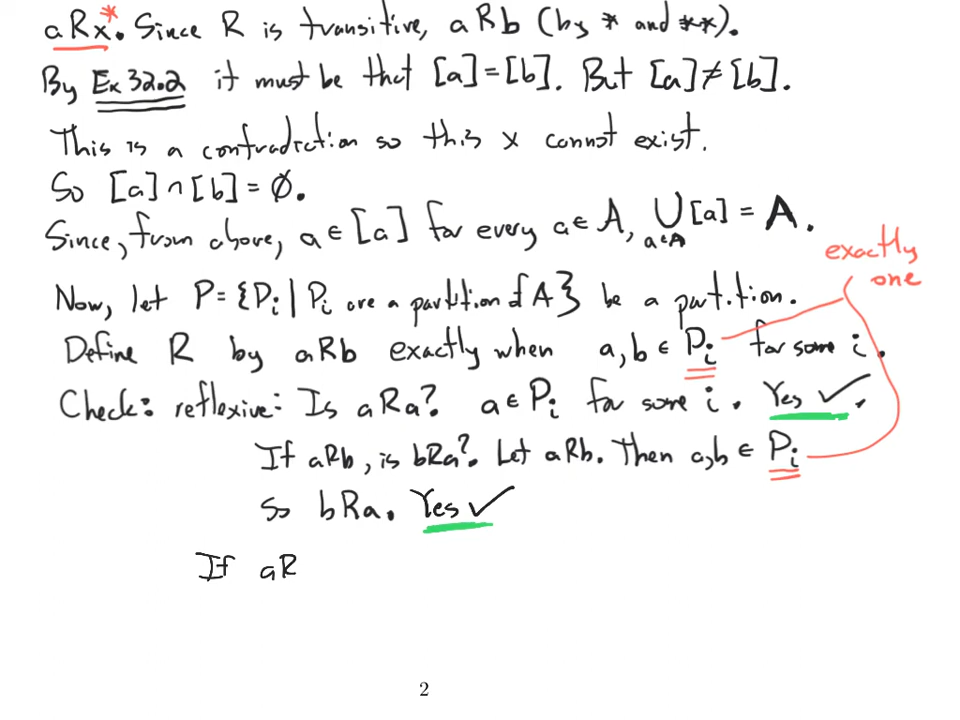 aRx*. Since R is transitive, aRb (by * and **).
By Ex 32.2 it must be that [a]=[b]. But [a]≠[b].
This is a contradiction so this x cannot exist.
So [a]∩[b]=∅.
Since, from above, a∈[a] for every a∈A, ⋃a∈A [a] = A.
exactly one
Now, let P={Pi | Pi are a partition of A} be a partition.
Define R by aRb exactly when a,b ∈ Pi for some i.
Check: reflexive: Is aRa? a∈Pi for some i. Yes ✓.
If aRb, is bRa?. Let aRb. Then a,b ∈ Pi
So bRa. Yes ✓
If aR
2